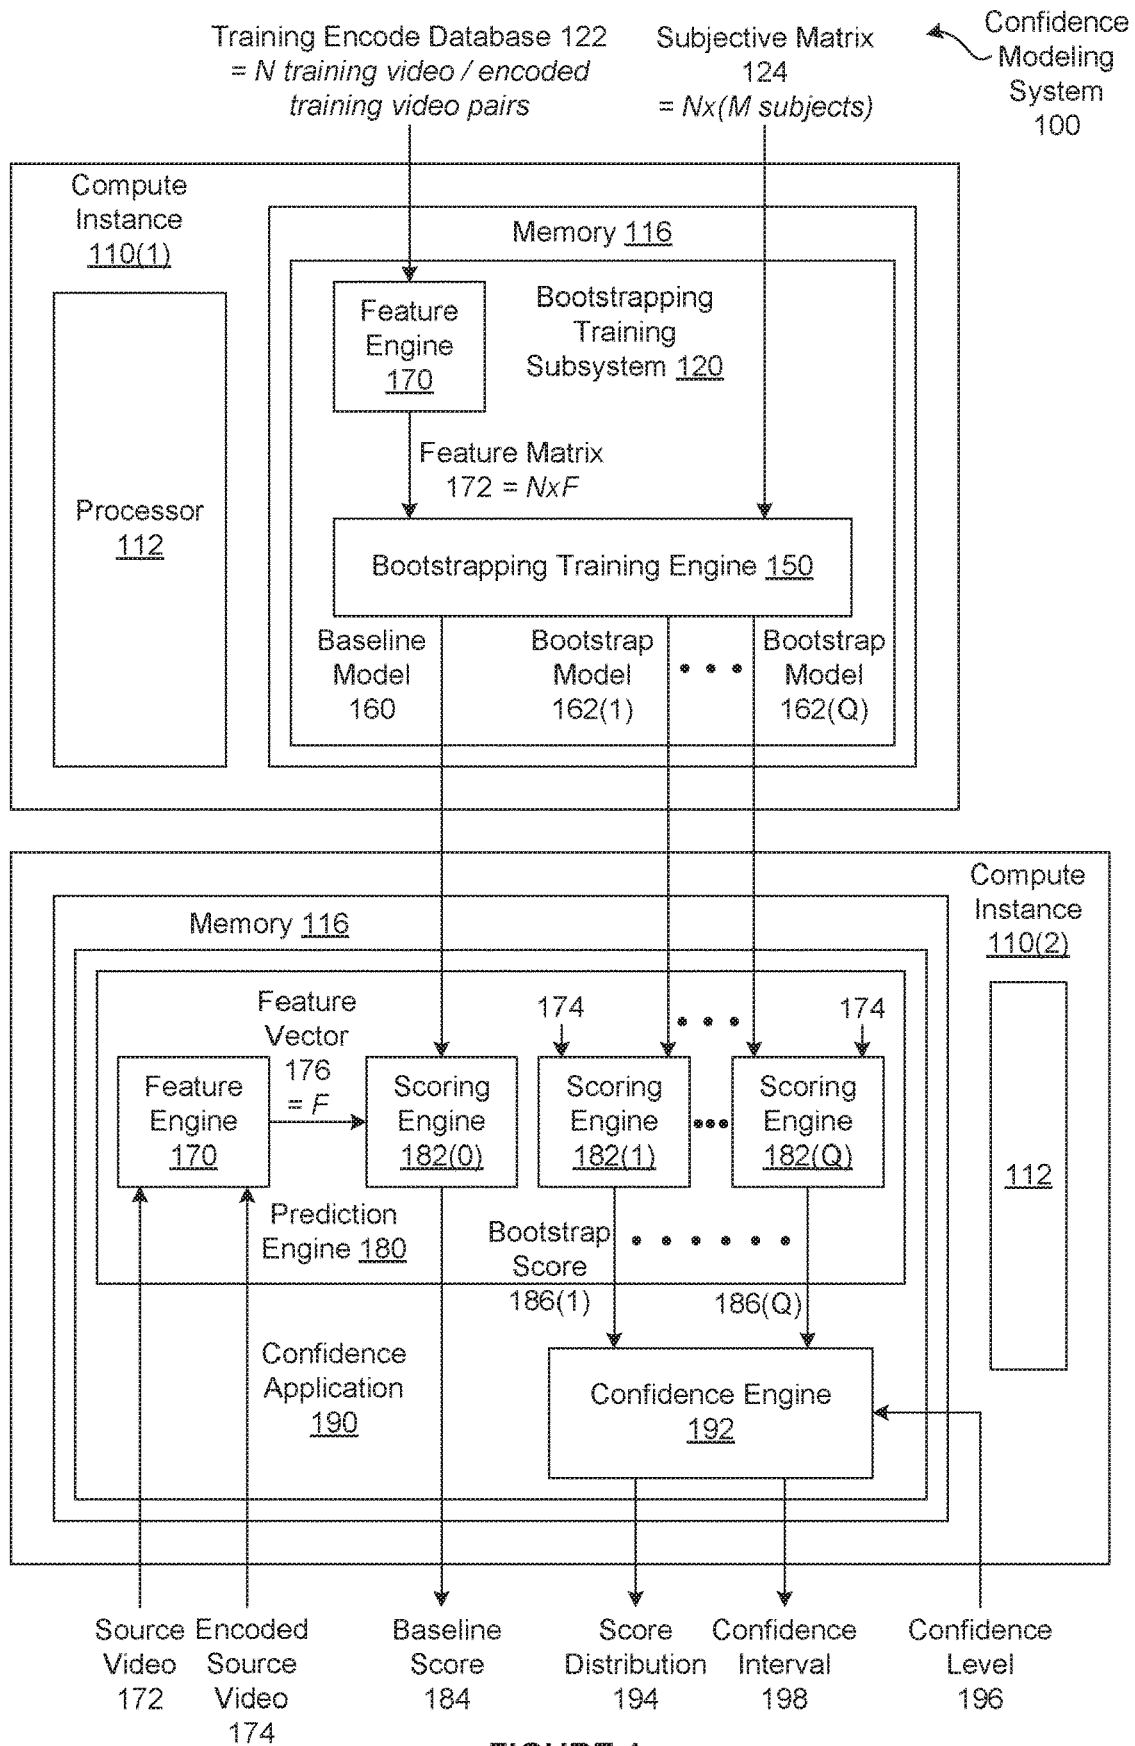 Training Encode Database 122
= N training video / encoded
training video pairs
Subjective Matrix
124
= Nx(M subjects)
Confidence
Modeling
System
100
Compute
Instance
110(1)
Memory 116
Feature
Engine
170
Bootstrapping
Training
Subsystem 120
Feature Matrix
172 = NxF
Processor
112
Bootstrapping Training Engine 150
Baseline
Model
160
Bootstrap
Model
162(1)
Bootstrap
Model
162(Q)
Compute
Instance
110(2)
Memory 116
Feature
Vector
176
= F
174
174
Feature
Engine
170
Scoring
Engine
182(0)
Scoring
Engine
182(1)
Scoring
Engine
182(Q)
112
Prediction
Engine 180
Bootstrap
Score
186(1)
186(Q)
Confidence
Application
190
Confidence Engine
192
Source
Video
172
Encoded
Source
Video
174
Baseline
Score
184
Score
Distribution
194
Confidence
Interval
198
Confidence
Level
196